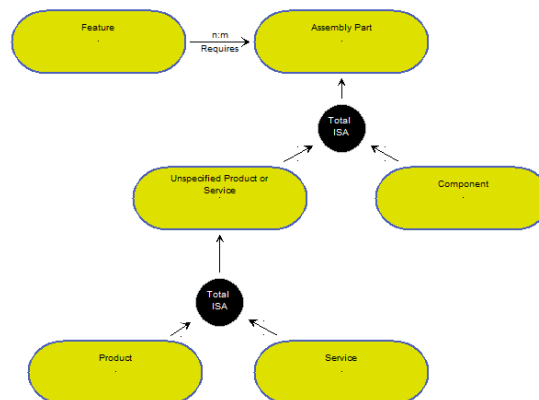 Feature
n:m
Requires
Assembly Part
Total
ISA
Unspecified Product or
Service
Component
Total
ISA
Product
Service